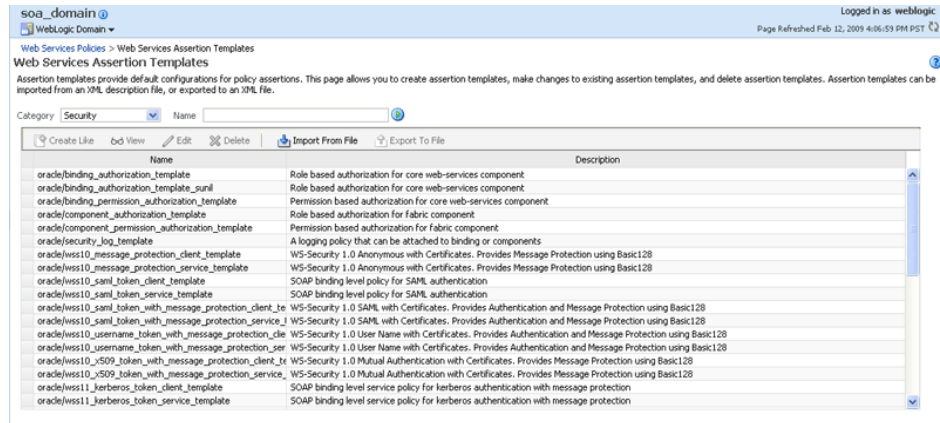 soa_domain
Logged in as weblogic
WebLogic Domain
Page Refreshed Feb 12, 2009 4:06:59 PM PST
Web Services Policies > Web Services Assertion Templates
Web Services Assertion Templates
Assertion templates provide default configurations for policy assertions. This page allows you to create assertion templates, make changes to existing assertion templates, and delete assertion templates. Assertion templates can be
imported from an XML description file, or exported to an XML file.
Category Security Name
Create Like View Edit Delete Import From File Export To File
Name Description
oracle/binding_authorization_template Role based authorization for core web-services component
oracle/binding_authorization_template_sunil Role based authorization for core web-services component
oracle/binding_permission_authorization_template Permission based authorization for core web-services component
oracle/component_authorization_template Role based authorization for fabric component
oracle/component_permission_authorization_template Permission based authorization for fabric component
oracle/security_log_template A logging policy that can be attached to binding or components
oracle/wss10_message_protection_client_template WS-Security 1.0 Anonymous with Certificates. Provides Message Protection using Basic128
oracle/wss10_message_protection_service_template WS-Security 1.0 Anonymous with Certificates. Provides Message Protection using Basic128
oracle/wss10_saml_token_client_template SOAP binding level policy for SAML authentication
oracle/wss10_saml_token_service_template SOAP binding level policy for SAML authentication
oracle/wss10_saml_token_with_message_protection_client_te WS-Security 1.0 SAML with Certificates. Provides Authentication and Message Protection using Basic128
oracle/wss10_saml_token_with_message_protection_service_t WS-Security 1.0 SAML with Certificates. Provides Authentication and Message Protection using Basic128
oracle/wss10_username_token_with_message_protection_clie WS-Security 1.0 User Name with Certificates. Provides Authentication and Message Protection using Basic128
oracle/wss10_username_token_with_message_protection_ser WS-Security 1.0 User Name with Certificates. Provides Authentication and Message Protection using Basic128
oracle/wss10_x509_token_with_message_protection_client_te WS-Security 1.0 Mutual Authentication with Certificates. Provides Message Protection using Basic128
oracle/wss10_x509_token_with_message_protection_service_ WS-Security 1.0 Mutual Authentication with Certificates. Provides Message Protection using Basic128
oracle/wss11_kerberos_token_client_template SOAP binding level service policy for kerberos authentication with message protection
oracle/wss11_kerberos_token_service_template SOAP binding level service policy for kerberos authentication with message protection